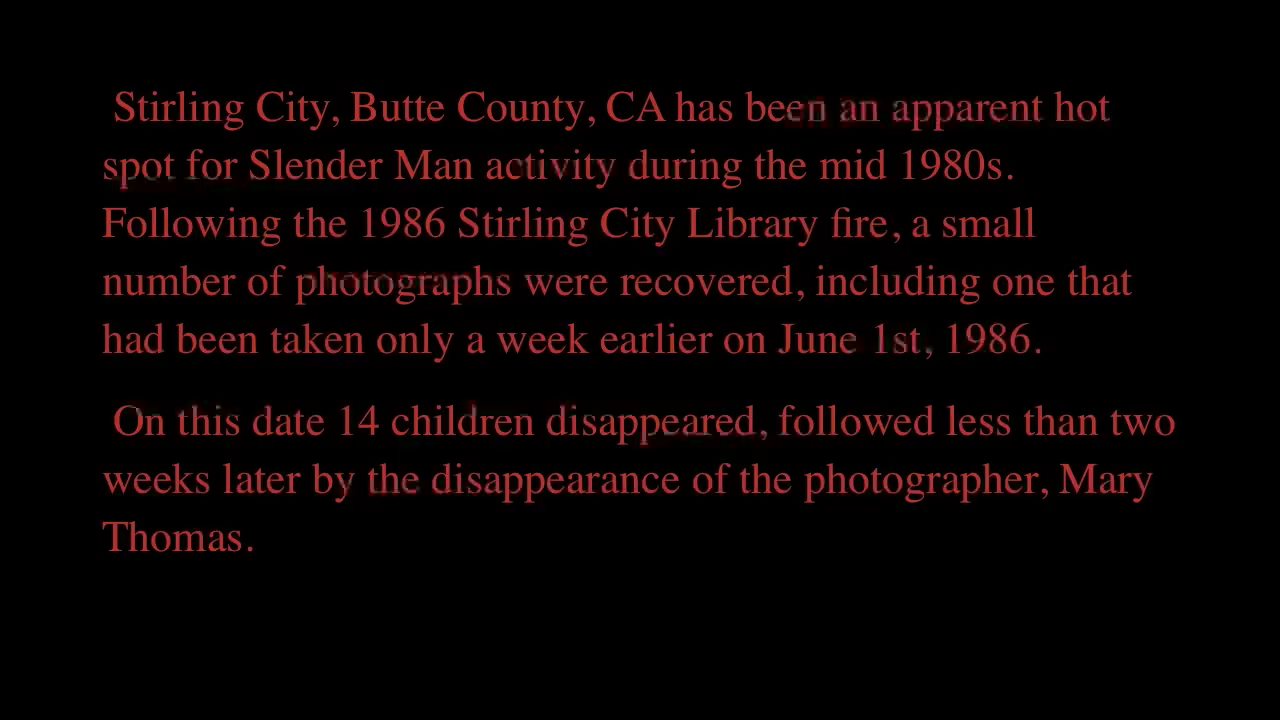 Stirling City, Butte County, CA has been an apparent hot
spot for Slender Man activity during the mid 1980s.
Following the 1986 Stirling City Library fire, a small
number of photographs were recovered, including one that
had been taken only a week earlier on June 1st, 1986.
On this date 14 children disappeared, followed less than two
weeks later by the disappearance of the photographer, Mary
Thomas.